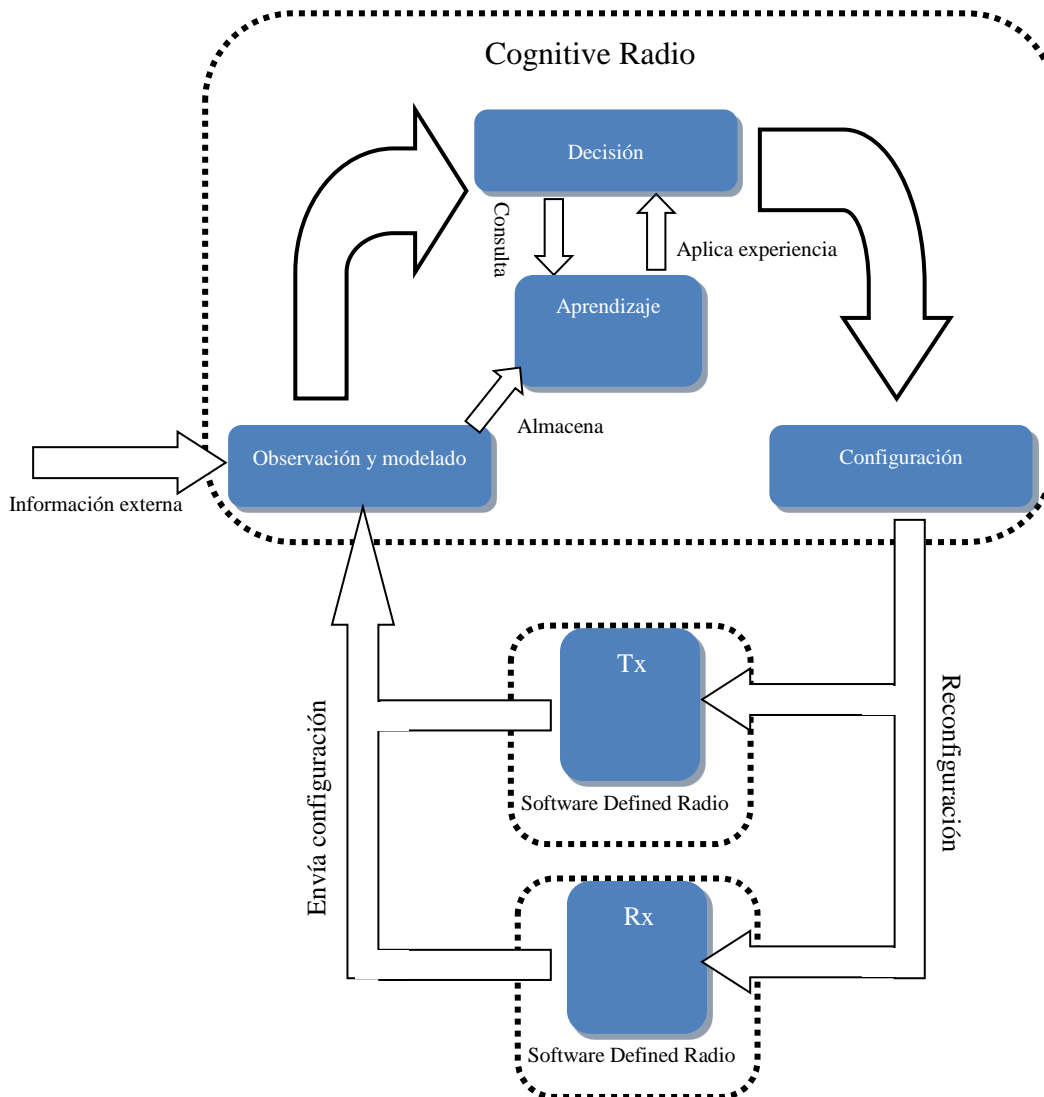 Cognitive Radio
Decisión
Consulta
Aplica experiencia
Aprendizaje
Almacena
Observación y modelado
Configuración
Información externa
Tx
Software Defined Radio
Envía configuración
Reconfiguración
Rx
Software Defined Radio